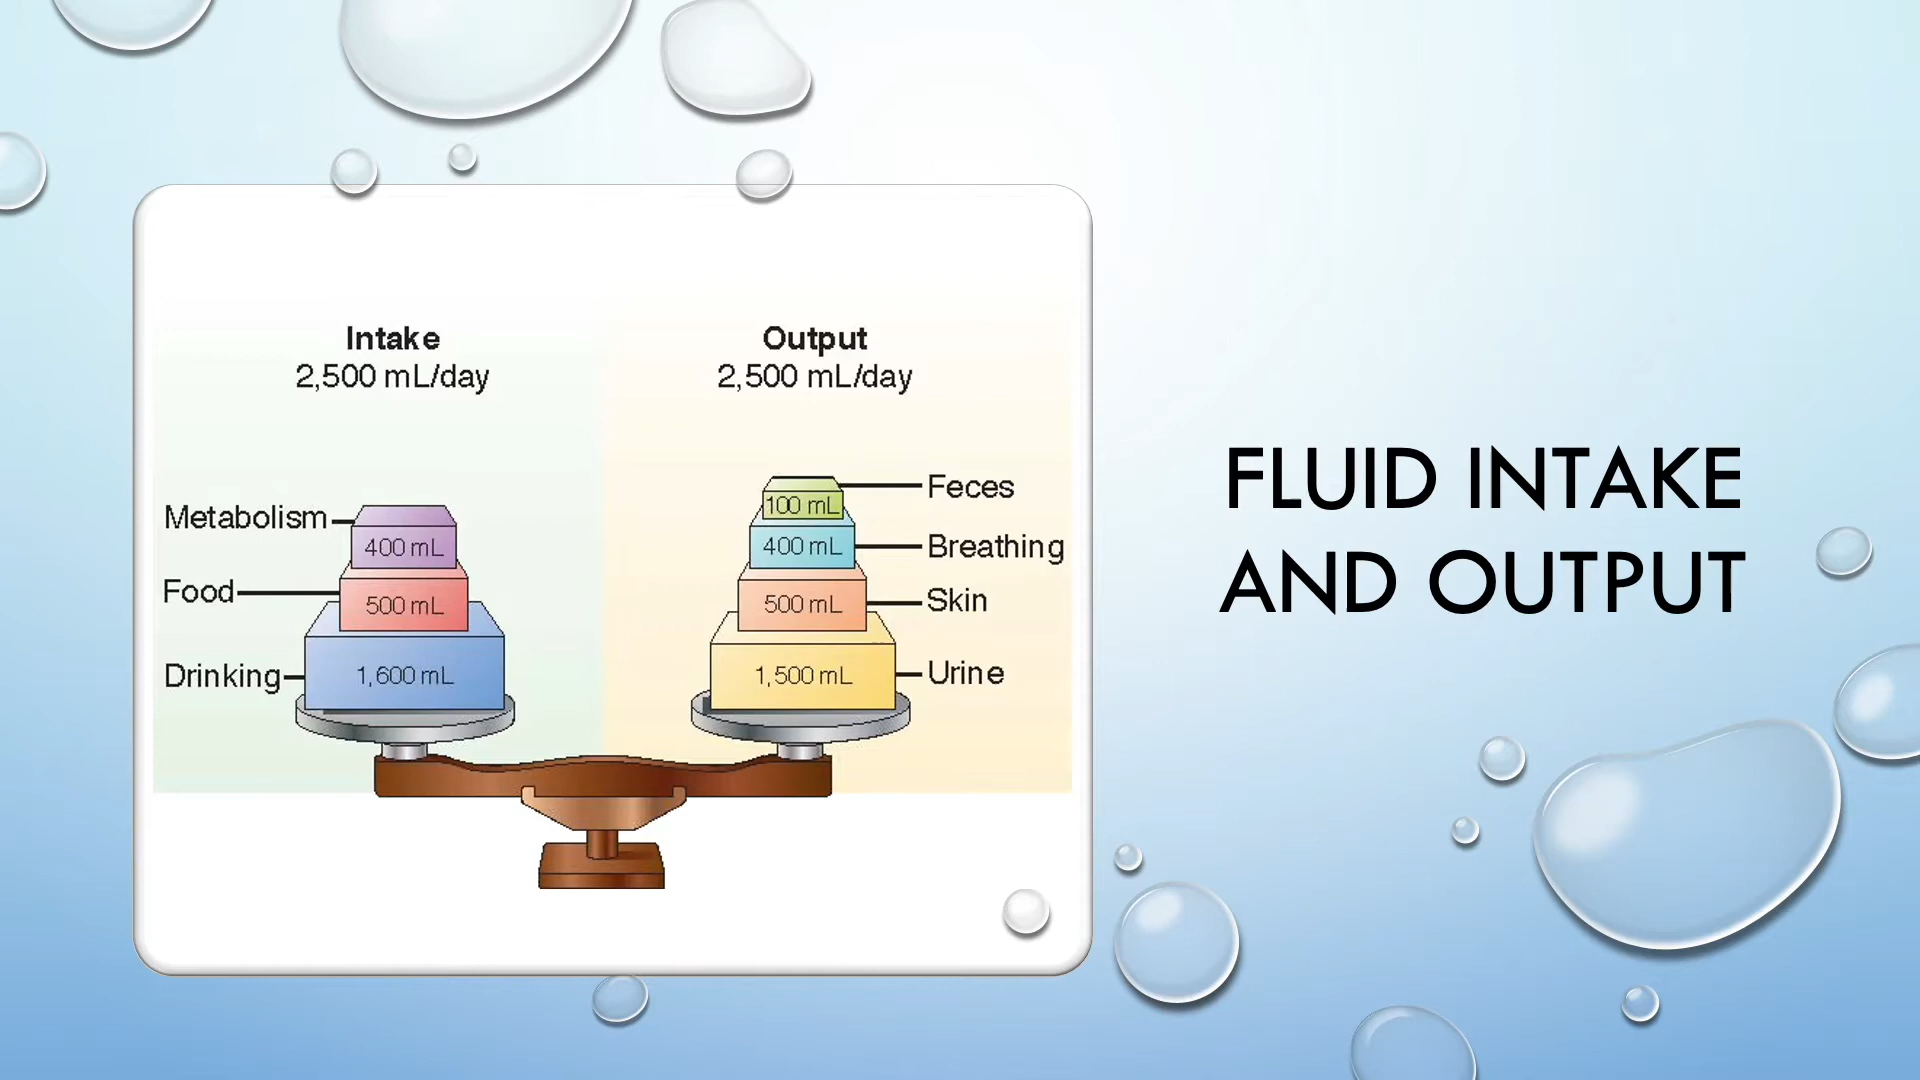 Intake
2,500 mL/day
Metabolism
400 mL
Food
500 mL
Drinking
1,600 mL
Output
2,500 mL/day
100 mL
Feces
400 mL
Breathing
500 mL
Skin
1,500 mL
Urine
FLUID INTAKE
AND OUTPUT